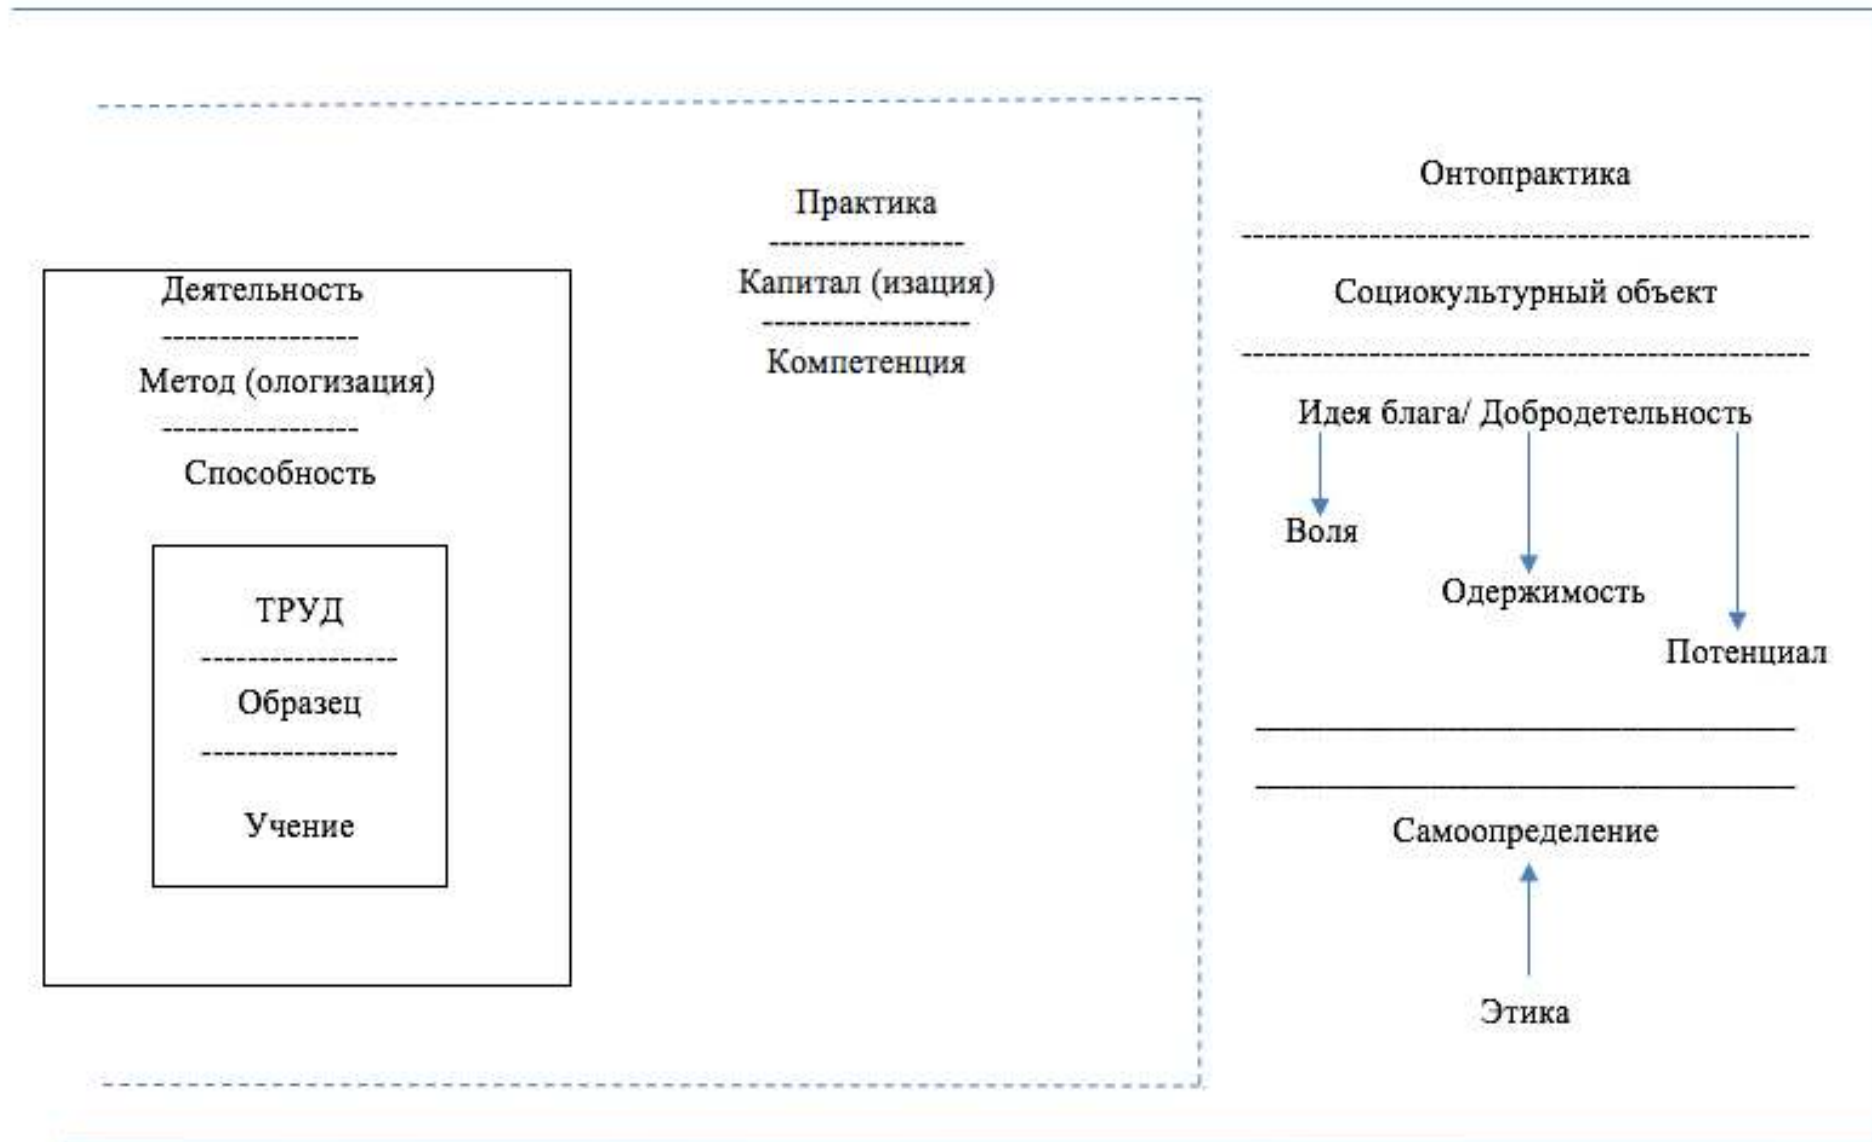 Деятельность
Метод (ологизация)
Способность
ТРУД
Образец
Учение
Практика
Капитал (изация)
Компетенция
Онтопрактика
Социокультурный объект
Идея блага/ Добродетельность
Воля
Одержимость
Потенциал
Самоопределение
Этика